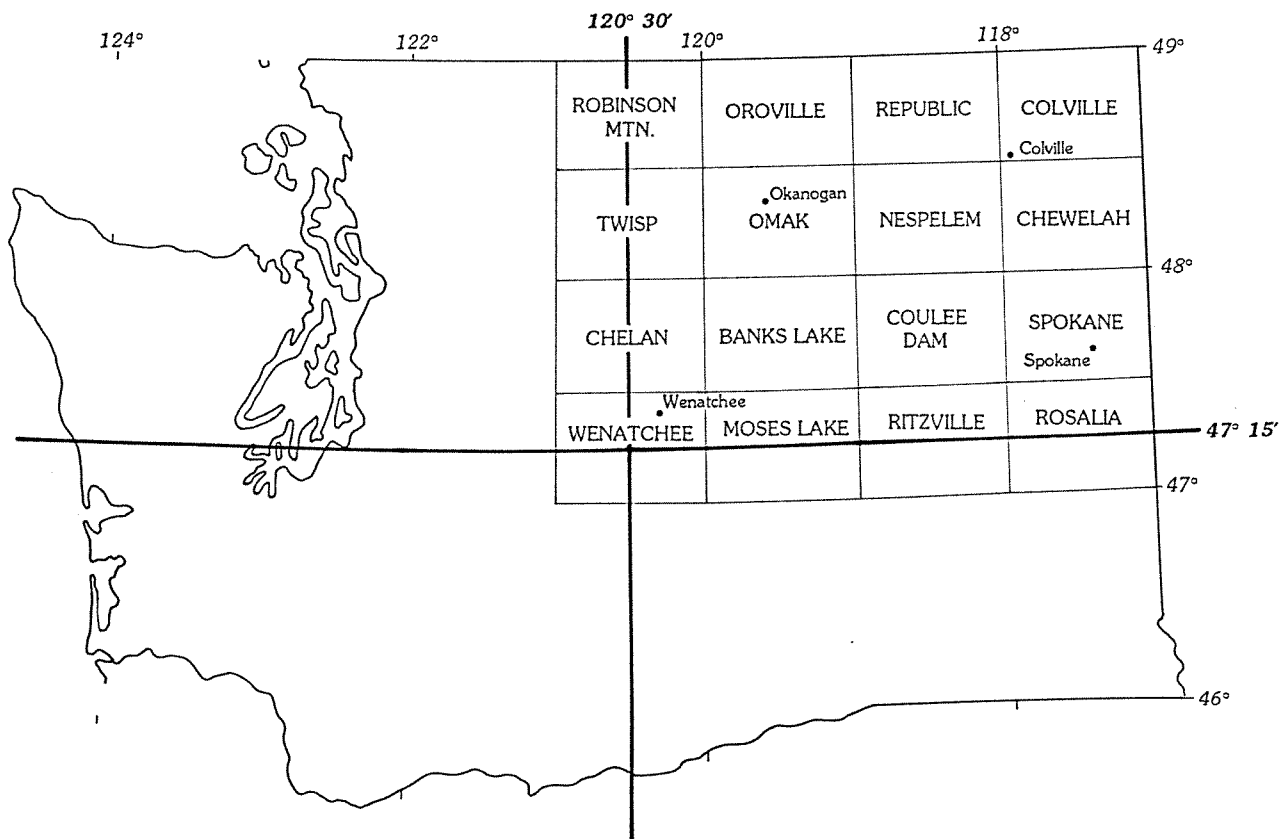 120° 30′
124°
122°
120°
118°
49°
ROBINSON
MTN.
OROVILLE
REPUBLIC
COLVILLE
Colville
TWISP
Okanogan
OMAK
NESPELEM
CHEWELAH
48°
CHELAN
BANKS LAKE
COULEE
DAM
SPOKANE
Spokane
Wenatchee
WENATCHEE
MOSES LAKE
RITZVILLE
ROSALIA
47° 15′
47°
46°